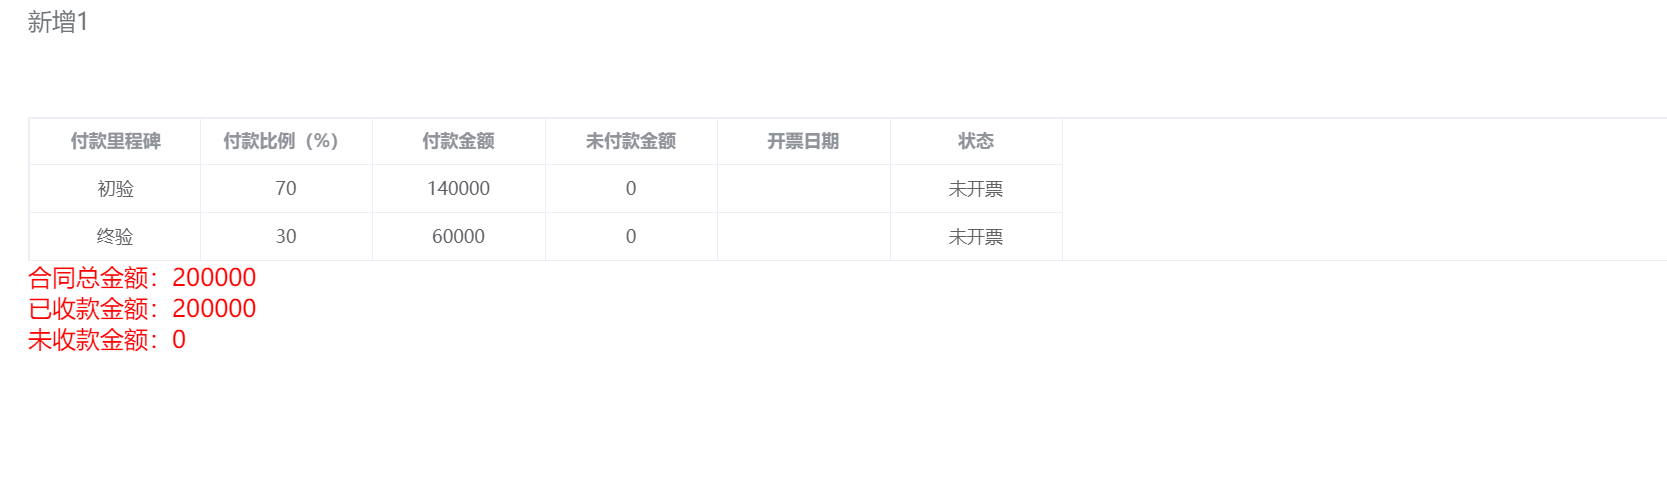 新增1
付款里程碑 付款比例（%） 付款金额 未付款金额 开票日期 状态
初验 70 140000 0 未开票
终验 30 60000 0 未开票
合同总金额：200000
已收款金额：200000
未收款金额：0